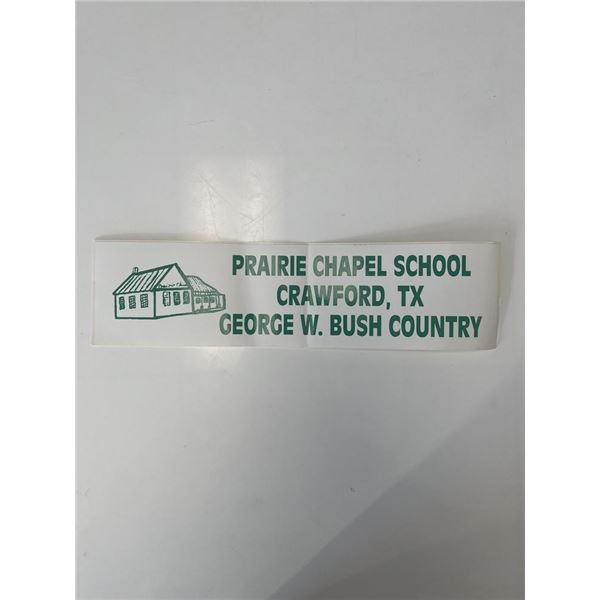 PRAIRIE CHAPEL SCHOOL
CRAWFORD, TX
GEORGE W. BUSH COUNTRY